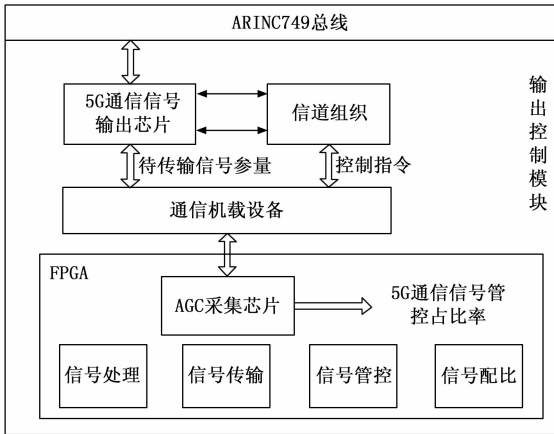 ARINC749总线
5G通信信号
输出芯片
信道组织
输出控制模块
待传输信号参量
控制指令
通信机载设备
FPGA
AGC采集芯片
5G通信信号管
控占比率
信号处理
信号传输
信号管控
信号配比